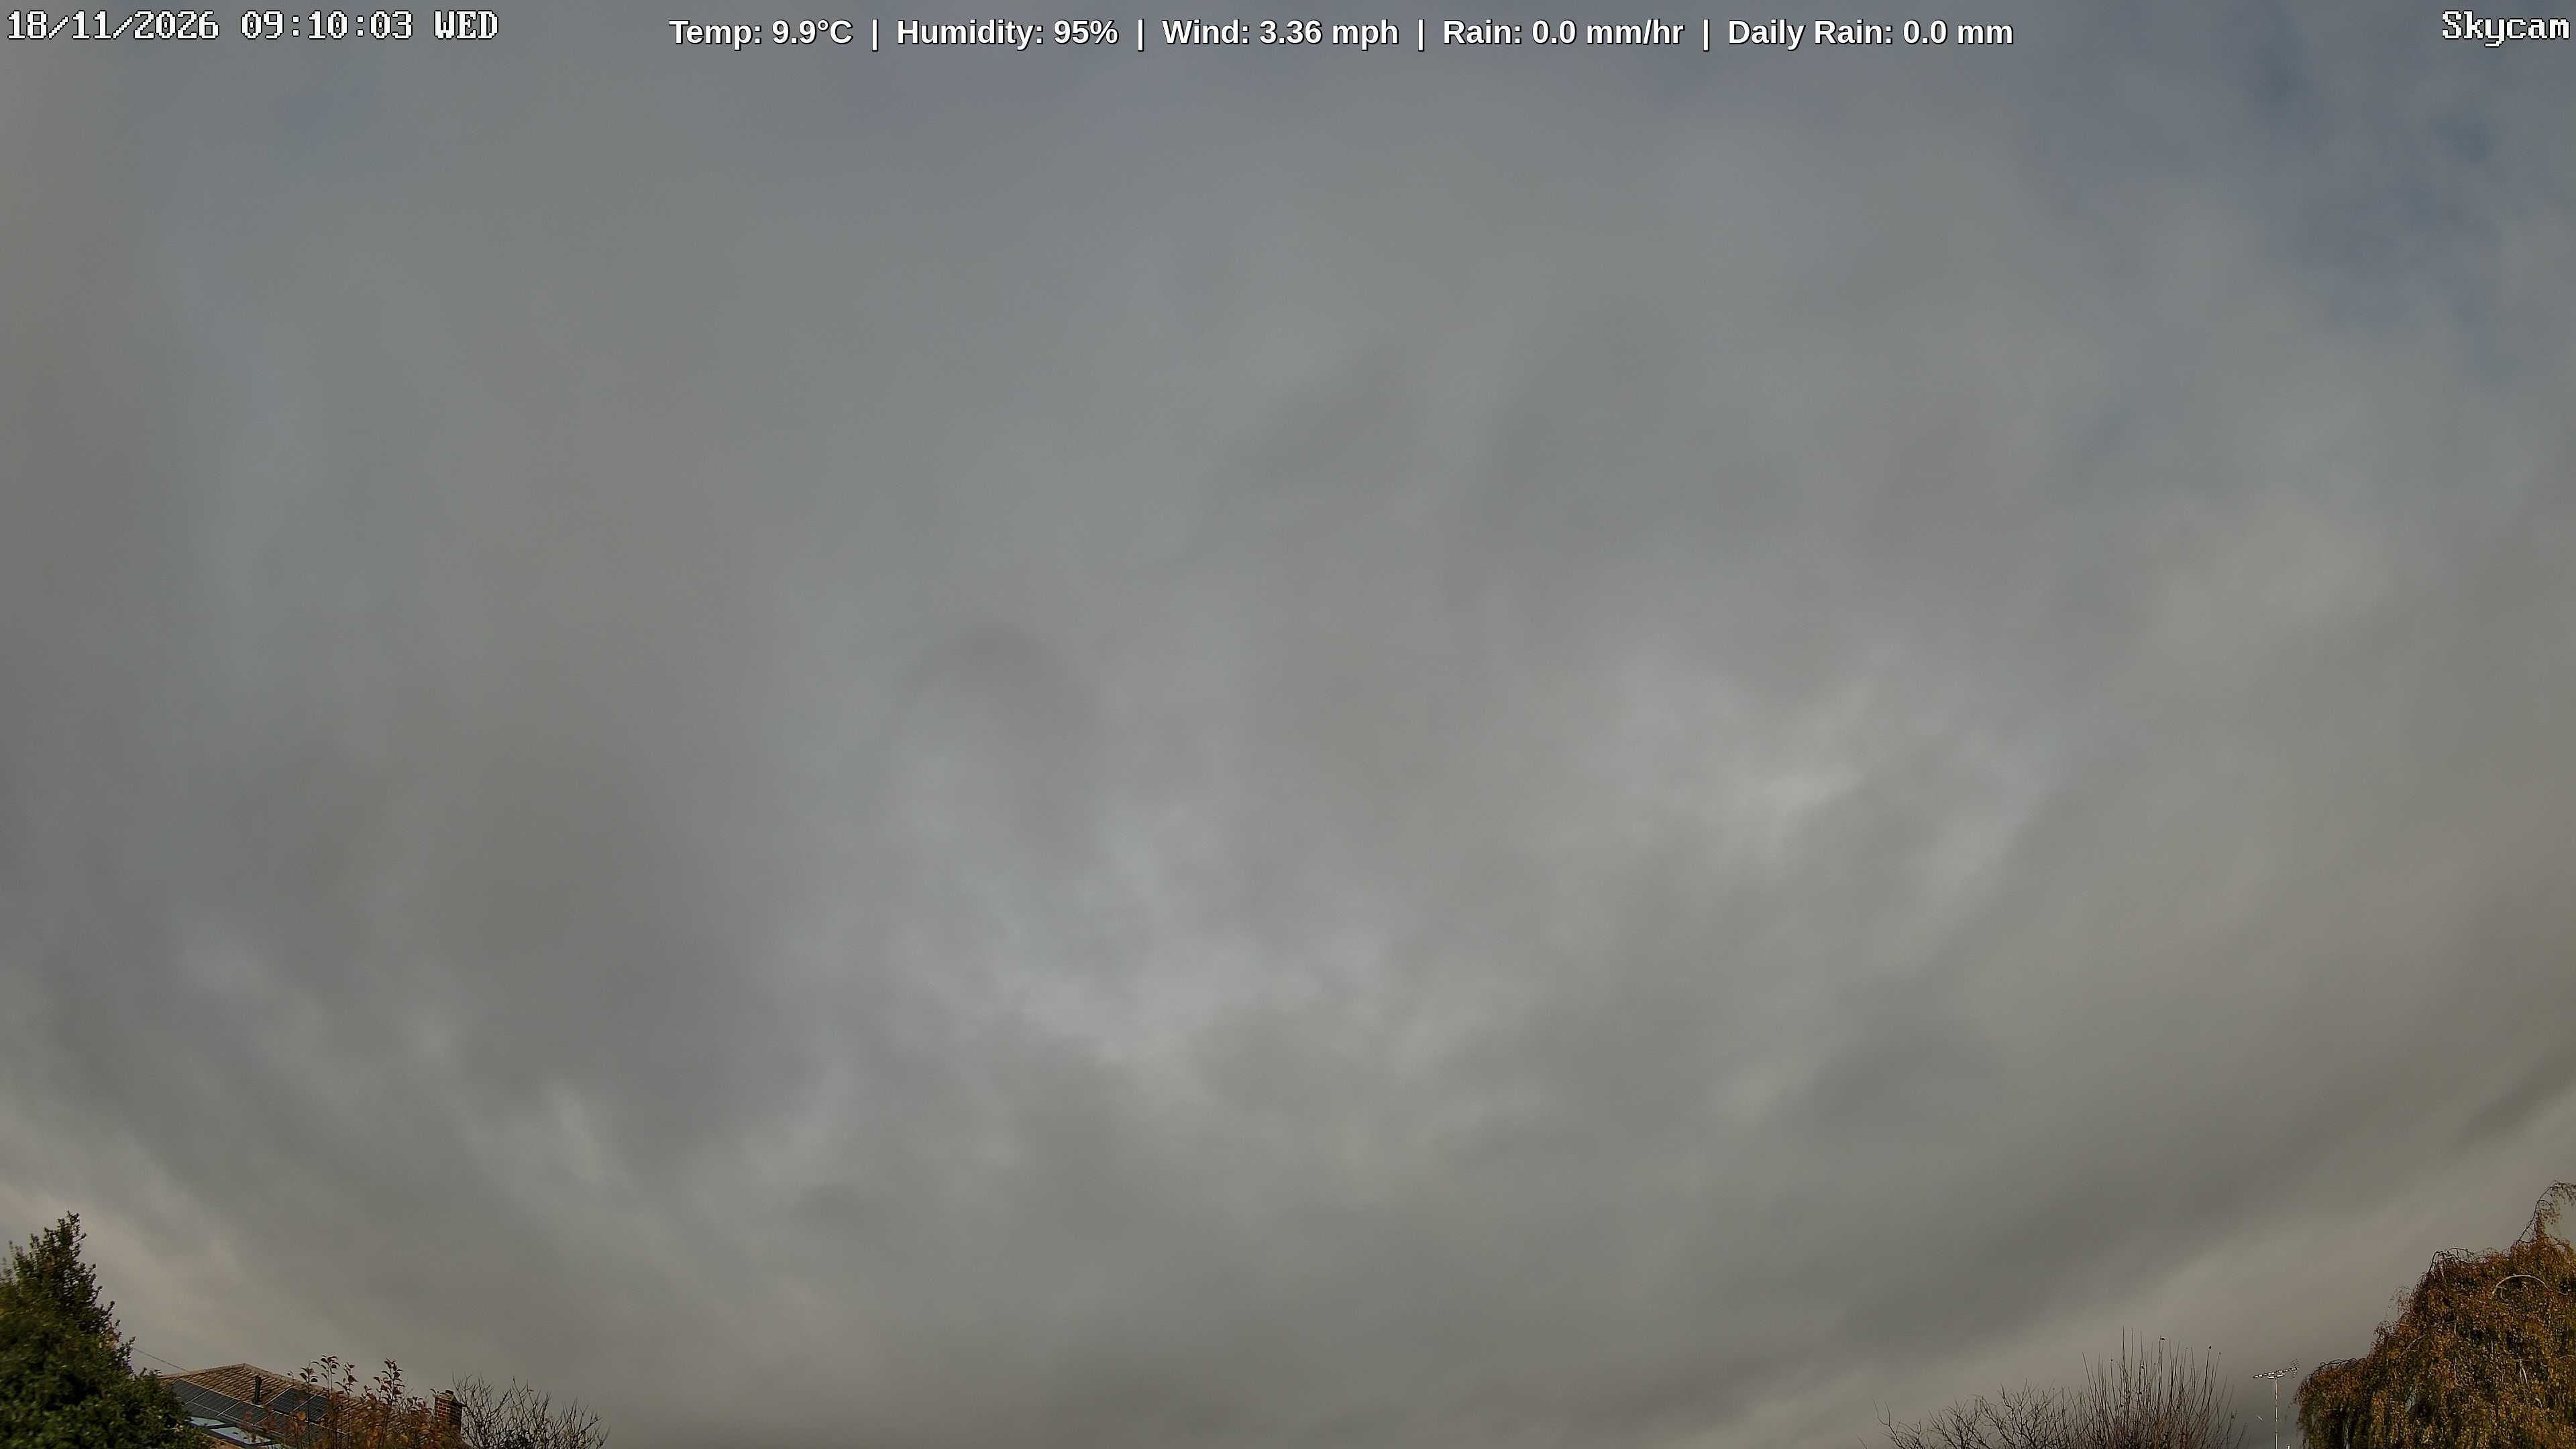 18/11/2026 09:10:03 WED
Temp: 9.9°C | Humidity: 95% | Wind: 3.36 mph | Rain: 0.0 mm/hr | Daily Rain: 0.0 mm
Skycam